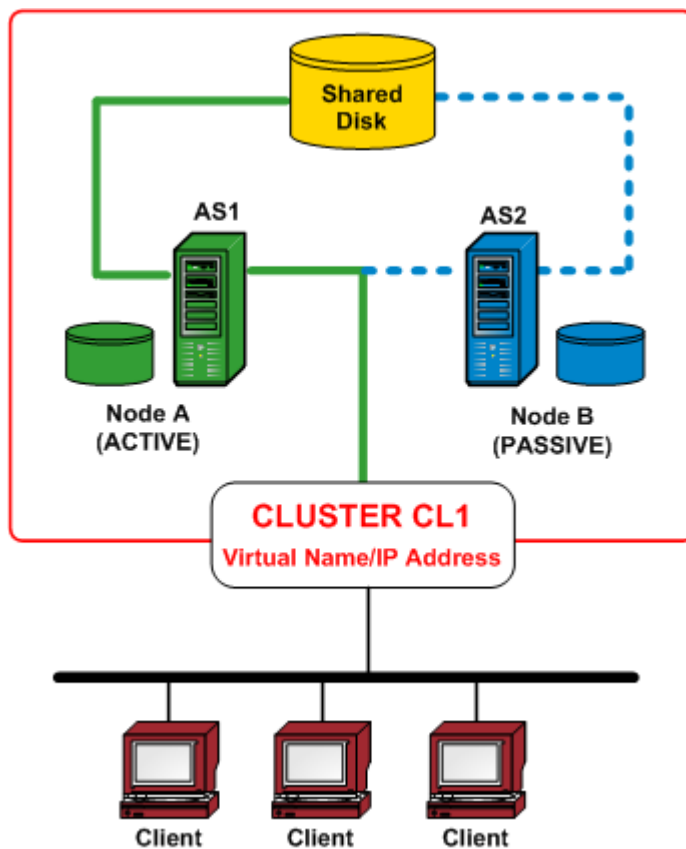 Shared
Disk
AS1
AS2
Node A
(ACTIVE)
Node B
(PASSIVE)
CLUSTER CL1
Virtual Name/IP Address
Client
Client
Client